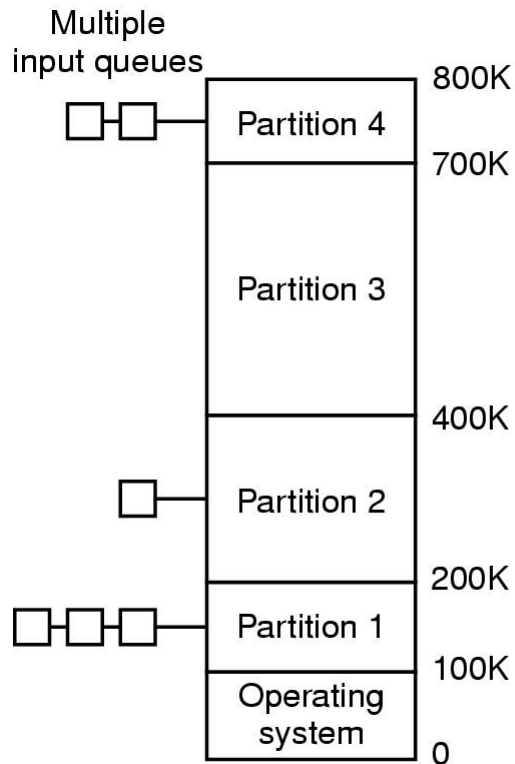 Multiple
input queues
800K
Partition 4
700K
Partition 3
400K
Partition 2
200K
Partition 1
100K
Operating
system
0